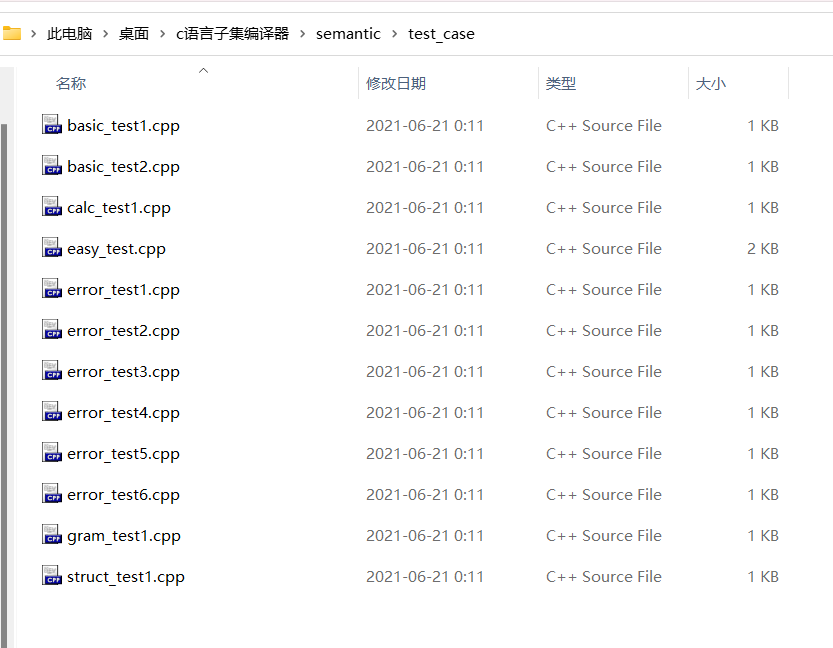 此电脑 > 桌面 > c语言子集编译器 > semantic > test_case
名称 修改日期 类型 大小
basic_test1.cpp 2021-06-21 0:11 C++ Source File 1 KB
basic_test2.cpp 2021-06-21 0:11 C++ Source File 1 KB
calc_test1.cpp 2021-06-21 0:11 C++ Source File 1 KB
easy_test.cpp 2021-06-21 0:11 C++ Source File 2 KB
error_test1.cpp 2021-06-21 0:11 C++ Source File 1 KB
error_test2.cpp 2021-06-21 0:11 C++ Source File 1 KB
error_test3.cpp 2021-06-21 0:11 C++ Source File 1 KB
error_test4.cpp 2021-06-21 0:11 C++ Source File 1 KB
error_test5.cpp 2021-06-21 0:11 C++ Source File 1 KB
error_test6.cpp 2021-06-21 0:11 C++ Source File 1 KB
gram_test1.cpp 2021-06-21 0:11 C++ Source File 1 KB
struct_test1.cpp 2021-06-21 0:11 C++ Source File 1 KB